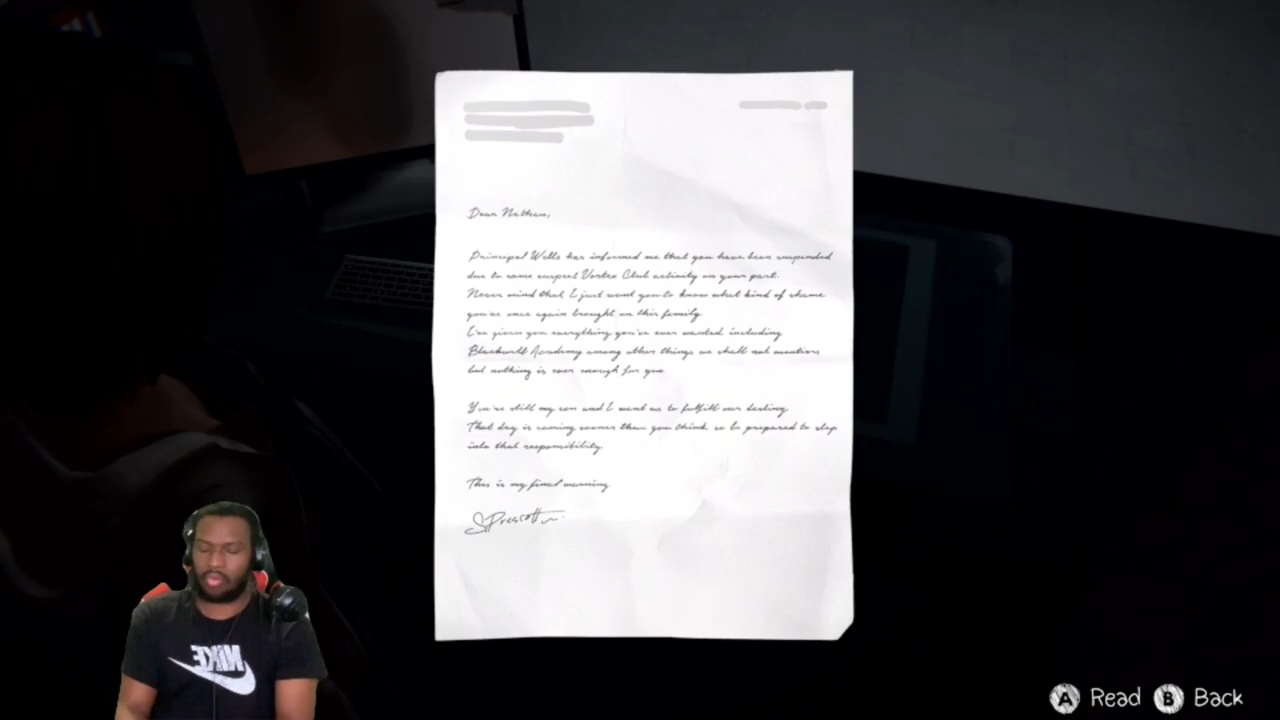 Dear Nathan,
Principal Wells has informed me that you have been suspended
due to some suspect Vortex Club activity on your part.
Never mind that, I just want you to know what kind of shame
you've once again brought on this family.
I've given you everything you've ever wanted, including
Blackwell Academy among other things we shall not mention
but nothing is ever enough for you.
You're still my son and I want us to fulfill our destiny.
That day is coming sooner than you think, so be prepared to step
into that responsibility.
This is my final warning
SPrescott
NIKE
A Read B Back